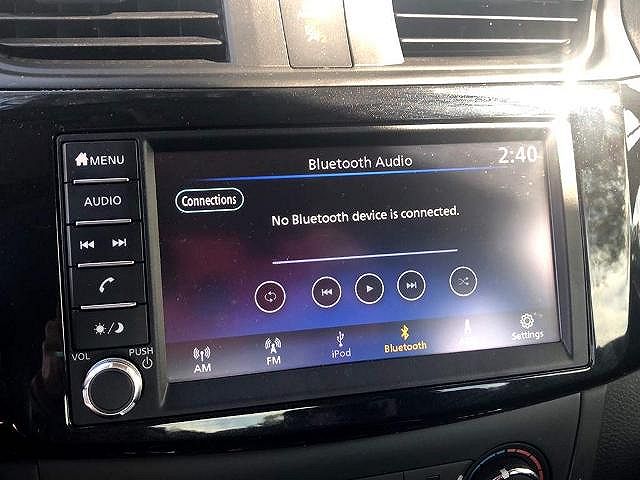 MENU
Bluetooth Audio
2:40
AUDIO
Connections
No Bluetooth device is connected.
VOL
PUSH
AM
FM
iPod
Bluetooth
Settings